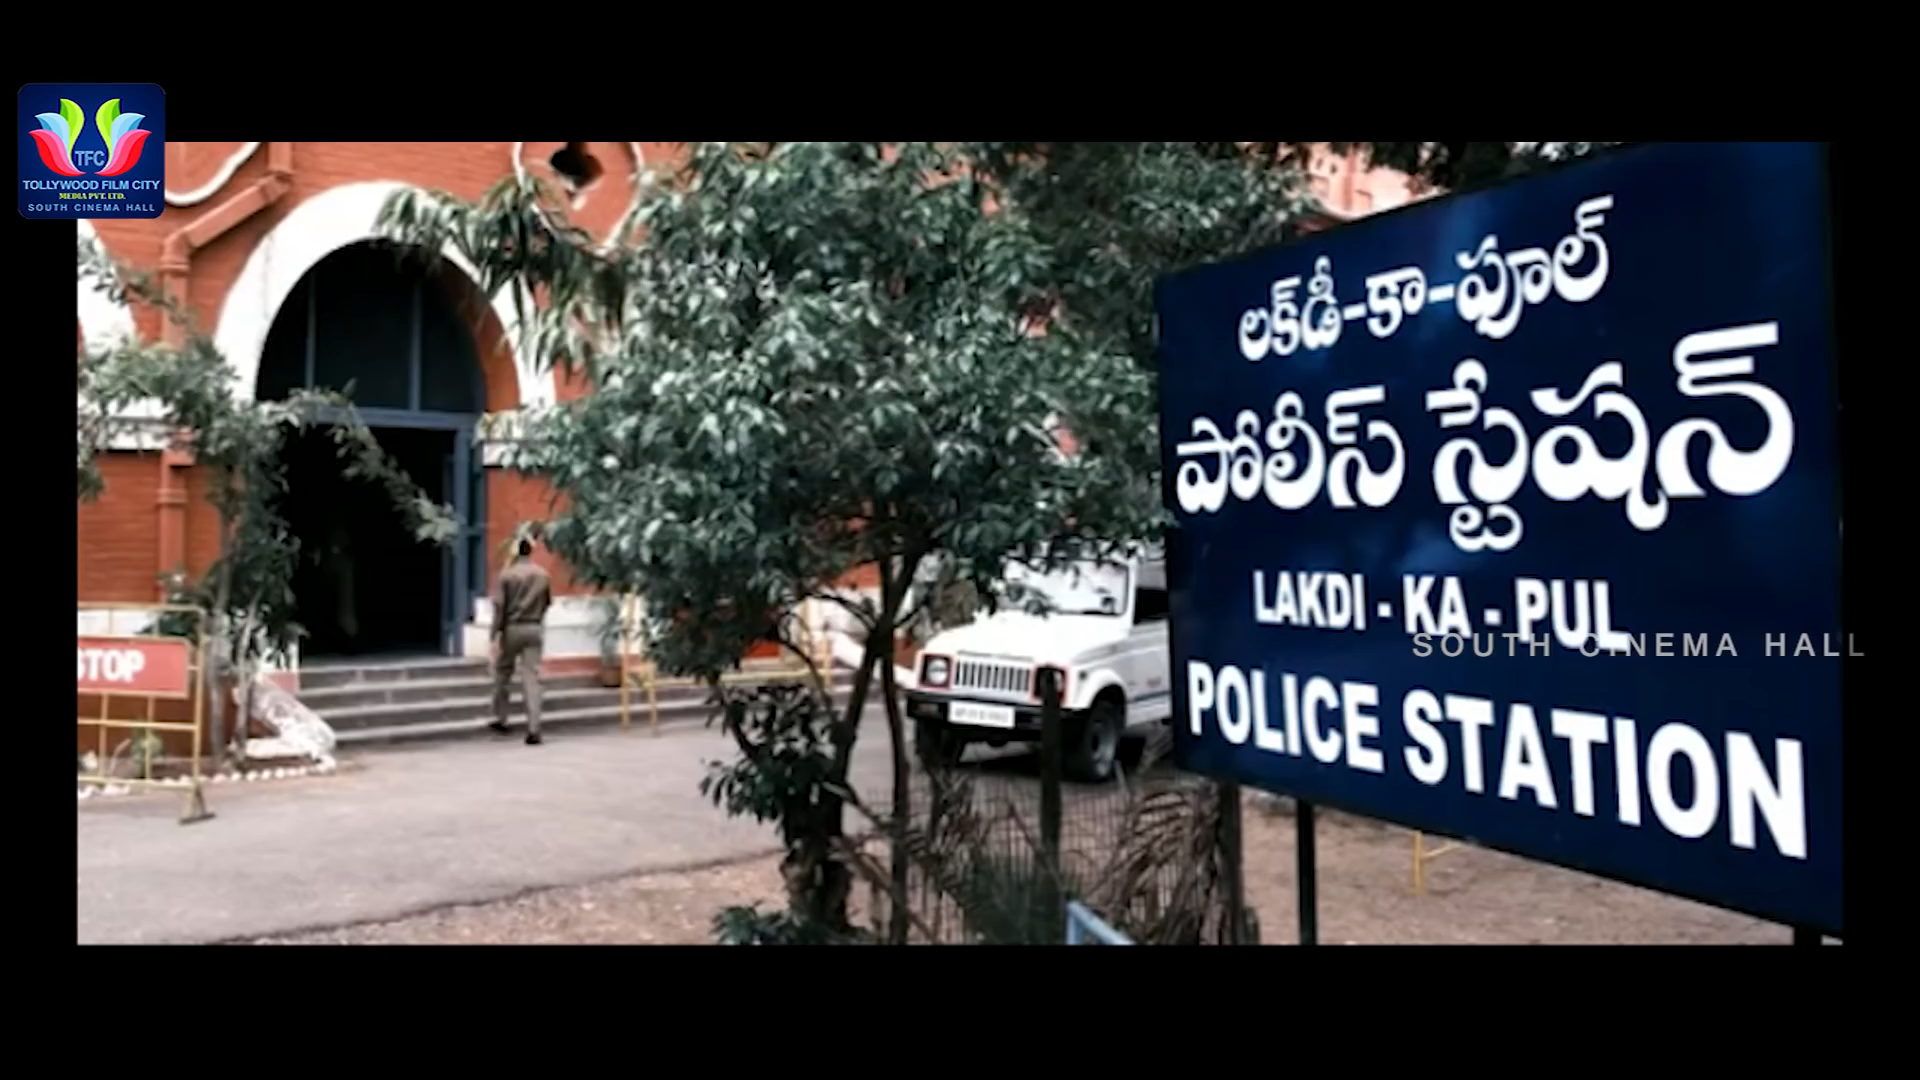 TFC
TOLLYWOOD FILM CITY
MEDIA PVT. LTD.
SOUTH CINEMA HALL
లక్‌డీ-కా-పూల్
పోలీస్ స్టేషన్
LAKDI - KA - PUL
SOUTH CINEMA HALL
POLICE STATION
STOP